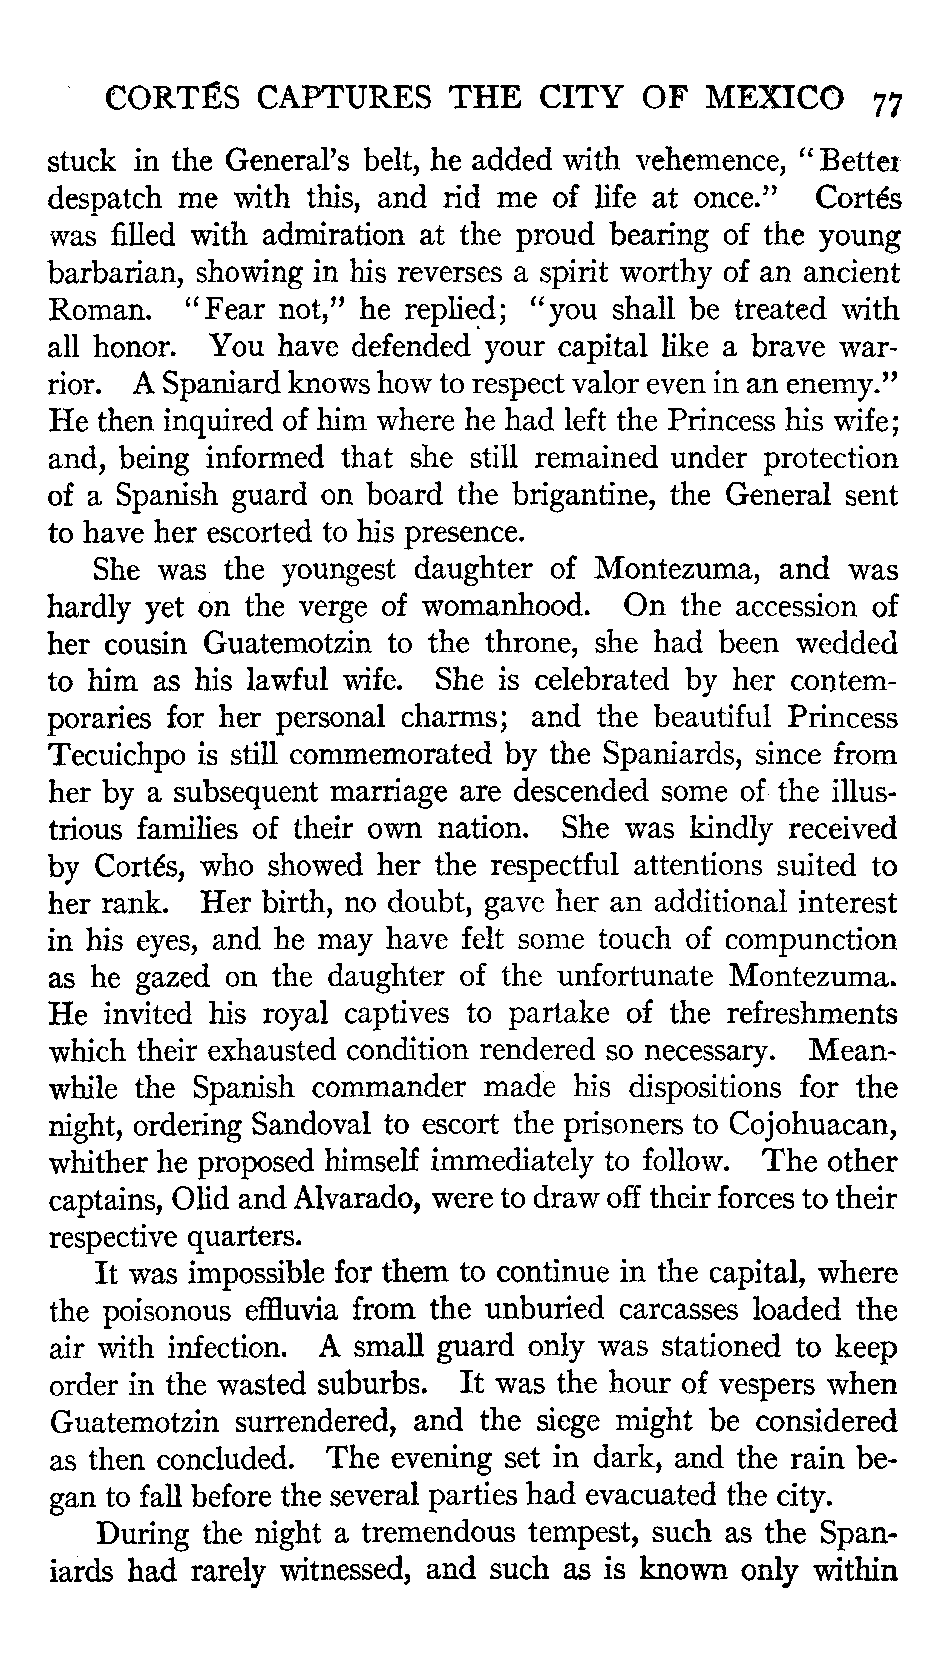 CORTÉS CAPTURES THE CITY OF MEXICO 77
stuck in the General's belt, he added with vehemence, "Better
despatch me with this, and rid me of life at once." Cortés
was filled with admiration at the proud bearing of the young
barbarian, showing in his reverses a spirit worthy of an ancient
Roman. "Fear not," he replied; "you shall be treated with
all honor. You have defended your capital like a brave war-
rior. A Spaniard knows how to respect valor even in an enemy."
He then inquired of him where he had left the Princess his wife;
and, being informed that she still remained under protection
of a Spanish guard on board the brigantine, the General sent
to have her escorted to his presence.
She was the youngest daughter of Montezuma, and was
hardly yet on the verge of womanhood. On the accession of
her cousin Guatemotzin to the throne, she had been wedded
to him as his lawful wife. She is celebrated by her contem-
poraries for her personal charms; and the beautiful Princess
Tecuichpo is still commemorated by the Spaniards, since from
her by a subsequent marriage are descended some of the illus-
trious families of their own nation. She was kindly received
by Cortés, who showed her the respectful attentions suited to
her rank. Her birth, no doubt, gave her an additional interest
in his eyes, and he may have felt some touch of compunction
as he gazed on the daughter of the unfortunate Montezuma.
He invited his royal captives to partake of the refreshments
which their exhausted condition rendered so necessary. Mean-
while the Spanish commander made his dispositions for the
night, ordering Sandoval to escort the prisoners to Cojohuacan,
whither he proposed himself immediately to follow. The other
captains, Olid and Alvarado, were to draw off their forces to their
respective quarters.
It was impossible for them to continue in the capital, where
the poisonous effluvia from the unburied carcasses loaded the
air with infection. A small guard only was stationed to keep
order in the wasted suburbs. It was the hour of vespers when
Guatemotzin surrendered, and the siege might be considered
as then concluded. The evening set in dark, and the rain be-
gan to fall before the several parties had evacuated the city.
During the night a tremendous tempest, such as the Span-
iards had rarely witnessed, and such as is known only within